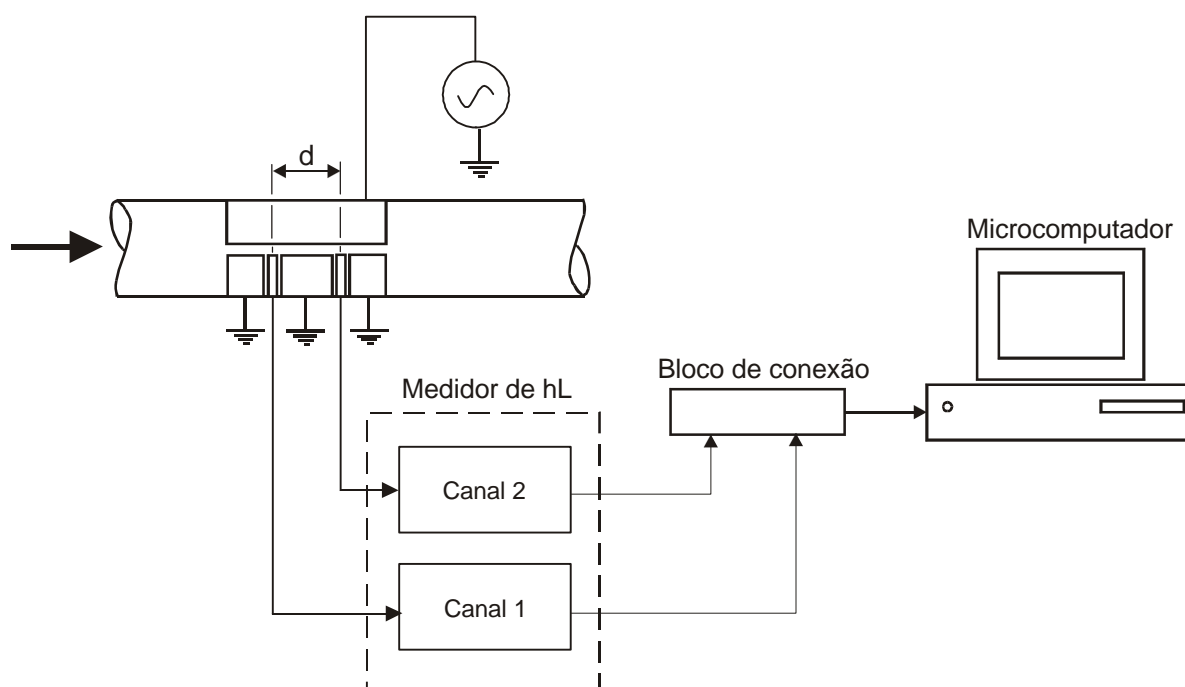 d
Microcomputador
Bloco de conexão
Medidor de hL
Canal 2
Canal 1